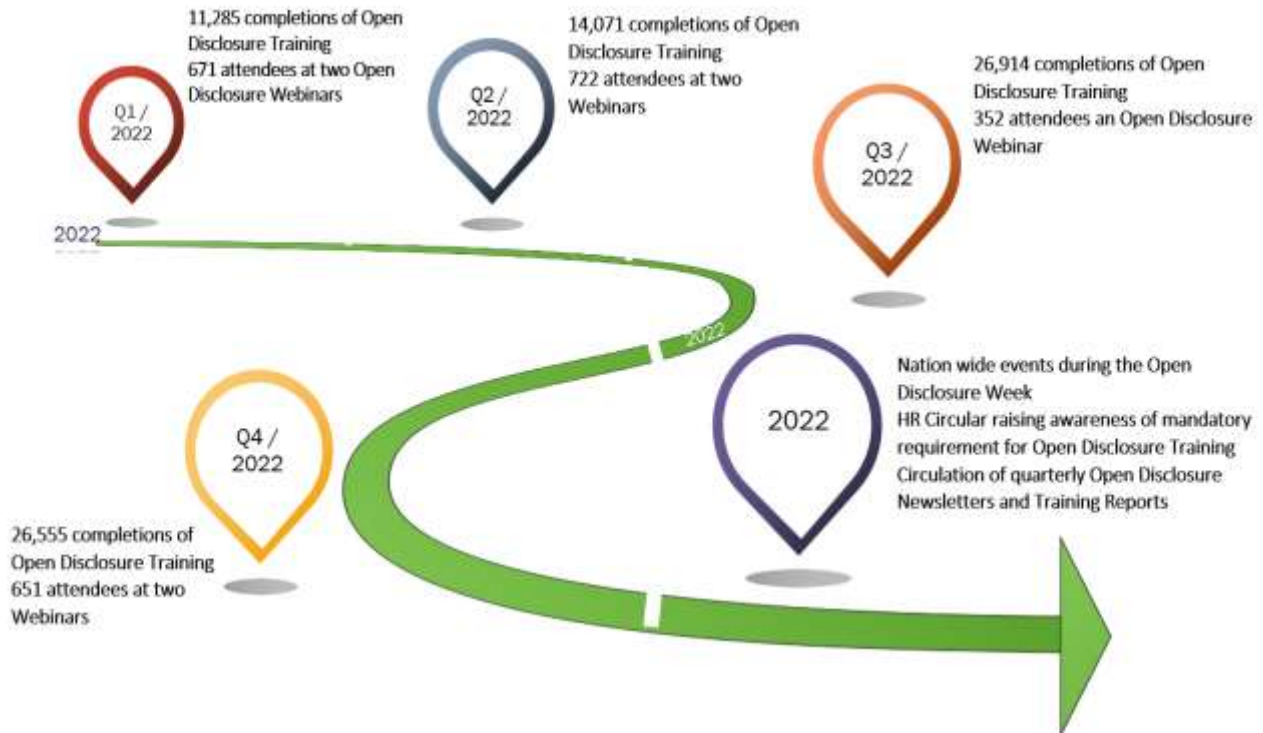 11,285 completions of Open
Disclosure Training
671 attendees at two Open
Disclosure Webinars
Q1 /
2022
14,071 completions of Open
Disclosure Training
722 attendees at two
Webinars
Q2 /
2022
26,914 completions of Open
Disclosure Training
352 attendees an Open Disclosure
Webinar
Q3 /
2022
2022
2022
Nation wide events during the Open
Disclosure Week
HR Circular raising awareness of mandatory
requirement for Open Disclosure Training
Circulation of quarterly Open Disclosure
Newsletters and Training Reports
2022
Q4 /
2022
26,555 completions of
Open Disclosure Training
651 attendees at two
Webinars